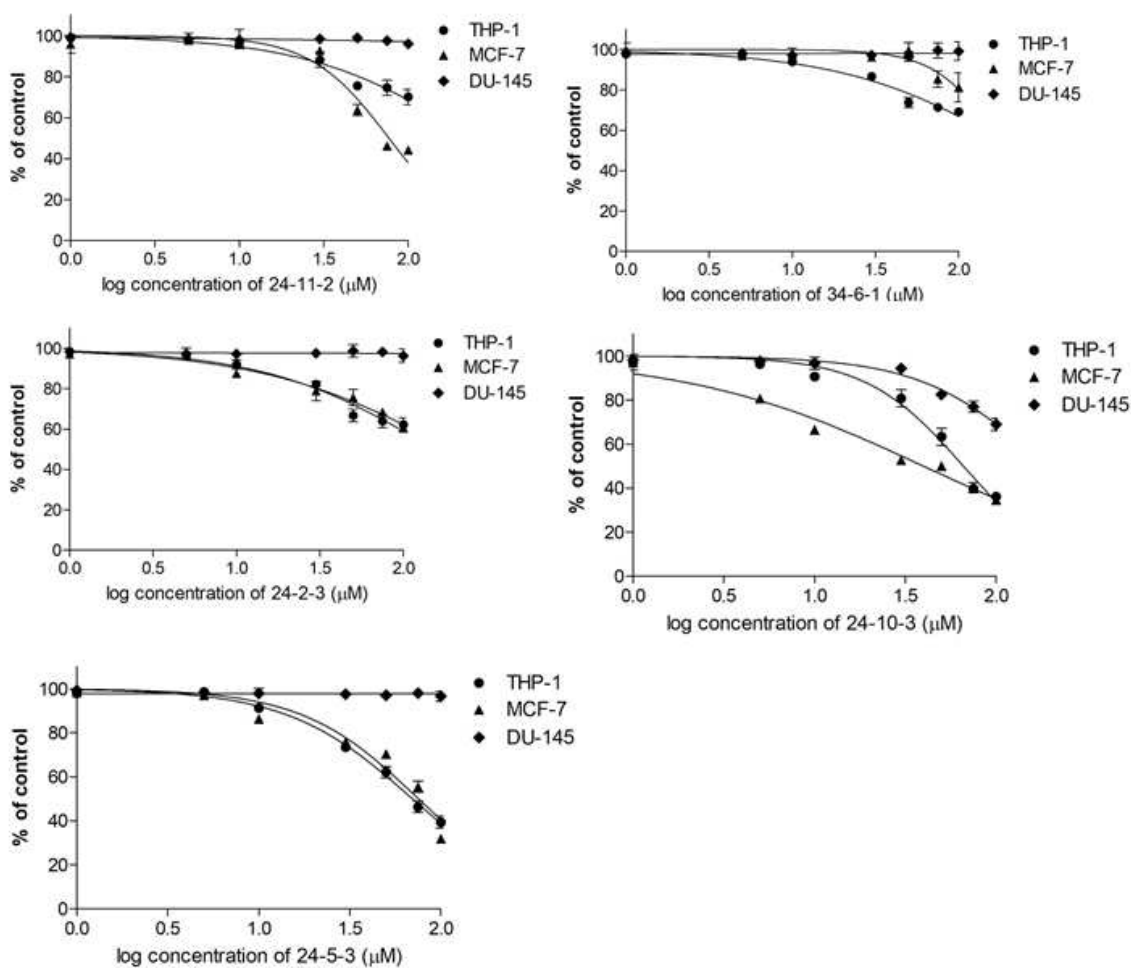 % of control
100
80
60
40
20
0
0.0 0.5 1.0 1.5 2.0
log concentration of 24-11-2 (μM)
THP-1
MCF-7
DU-145
% of control
100
80
60
40
20
0
0.0 0.5 1.0 1.5 2.0
log concentration of 34-6-1 (μM)
THP-1
MCF-7
DU-145
% of control
100
80
60
40
20
0
0.0 0.5 1.0 1.5 2.0
log concentration of 24-2-3 (μM)
THP-1
MCF-7
DU-145
% of control
100
80
60
40
20
0
0.0 0.5 1.0 1.5 2.0
log concentration of 24-10-3 (μM)
THP-1
MCF-7
DU-145
% of control
100
80
60
40
20
0
0.0 0.5 1.0 1.5 2.0
log concentration of 24-5-3 (μM)
THP-1
MCF-7
DU-145